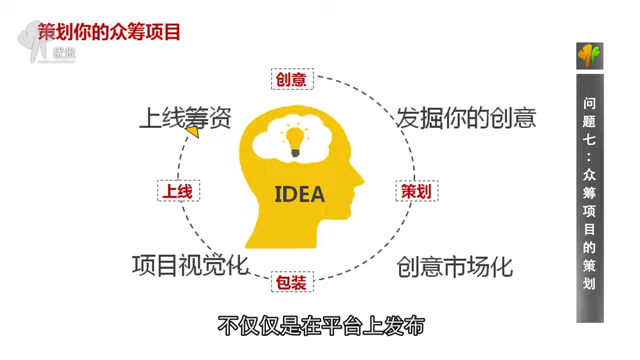 策划你的众筹项目
优米
创意
上线筹资
发掘你的创意
上线
IDEA
策划
项目视觉化
包装
创意市场化
不仅仅是在平台上发布
问题七：众筹项目的策划